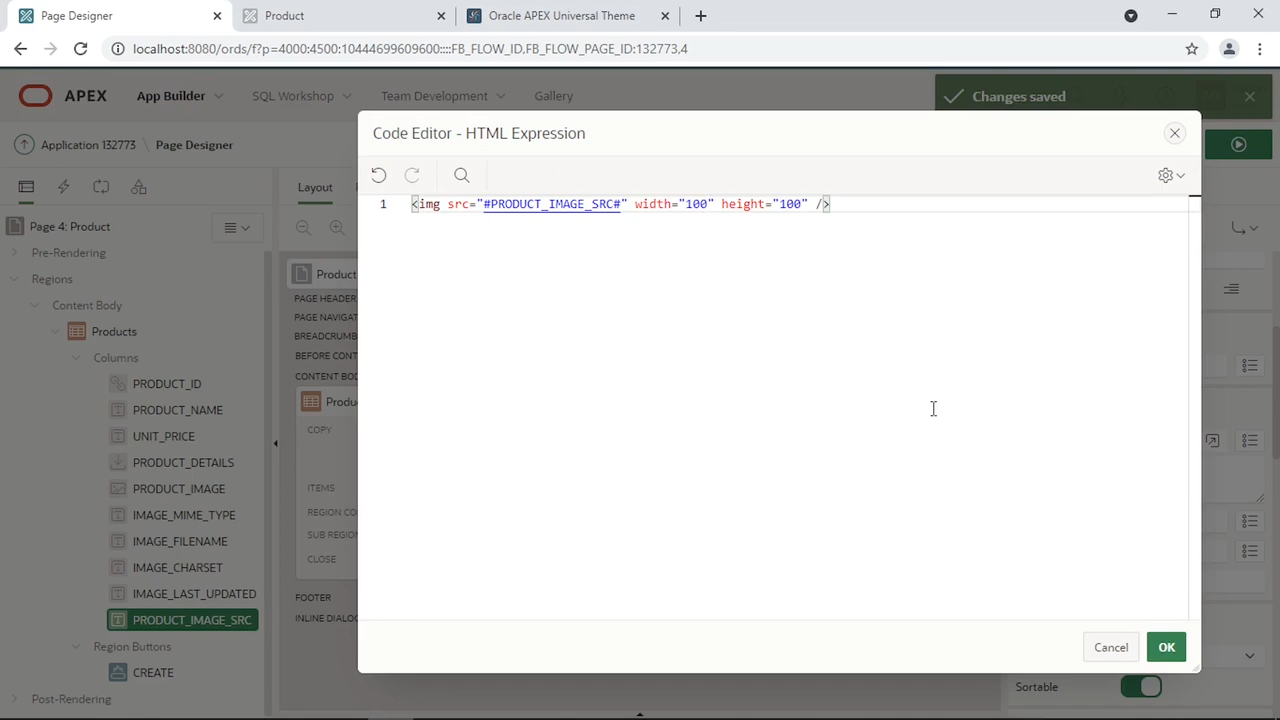 Page Designer
Product
Oracle APEX Universal Theme
localhost:8080/ords/f?p=4000:4500:10444699609600::::FB_FLOW_ID,FB_FLOW_PAGE_ID:132773,4
APEX
App Builder
SQL Workshop
Team Development
Gallery
Changes saved
Application 132773
Page Designer
Code Editor - HTML Expression
Layout
1
<img src="#PRODUCT_IMAGE_SRC#" width="100" height="100" />
Page 4: Product
Pre-Rendering
Regions
Content Body
Products
Columns
PRODUCT_ID
PRODUCT_NAME
UNIT_PRICE
PRODUCT_DETAILS
PRODUCT_IMAGE
IMAGE_MIME_TYPE
IMAGE_FILENAME
IMAGE_CHARSET
IMAGE_LAST_UPDATED
PRODUCT_IMAGE_SRC
Region Buttons
CREATE
Post-Rendering
Product
PAGE HEADER
PAGE NAVIGAT
BREADCRUMB
BEFORE CONT
CONTENT BOD
Produc
COPY
ITEMS
REGION CO
SUB REGION
CLOSE
FOOTER
INLINE DIALO
Cancel
OK
Sortable